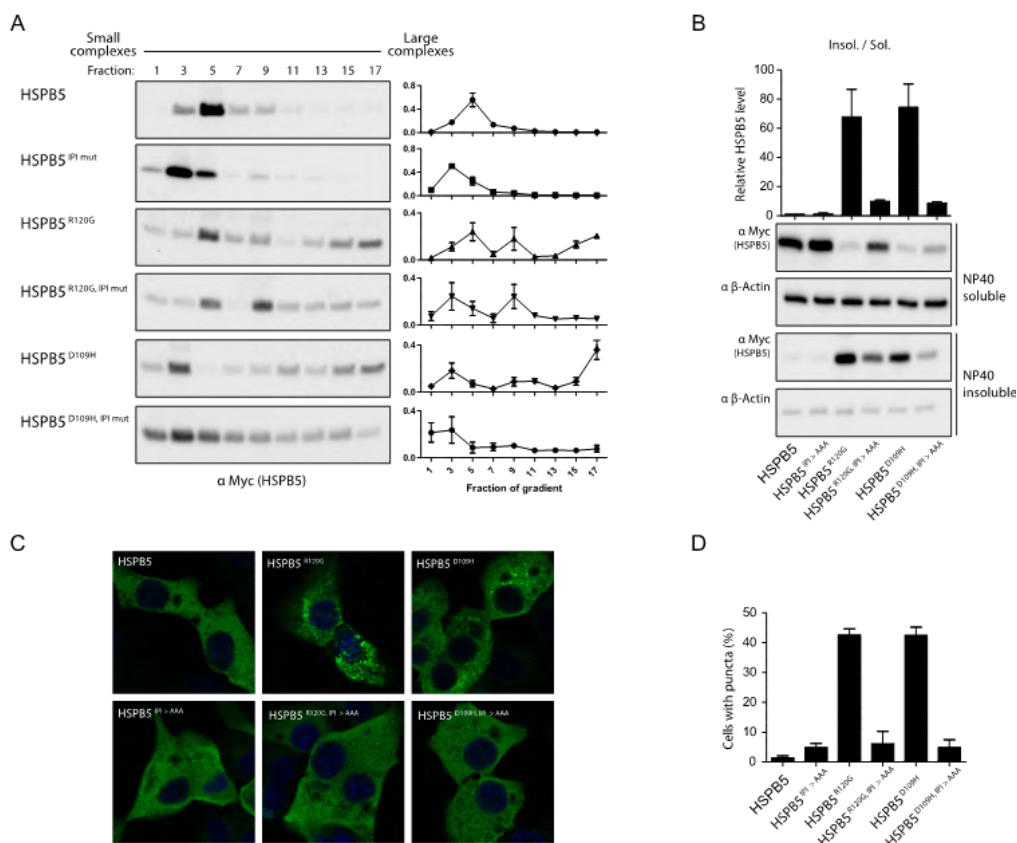 A
Small complexes
Large complexes
Fraction:
1 3 5 7 9 11 13 15 17
HSPB5
HSPB5 IPI mut
HSPB5 R120G
HSPB5 R120G, IPI mut
HSPB5 D109H
HSPB5 D109H, IPI mut
α Myc (HSPB5)
0.8
0.4
0.0
0.8
0.4
0.0
0.4
0.2
0.0
0.4
0.2
0.0
0.4
0.2
0.0
0.4
0.2
0.0
1 3 5 7 9 11 13 15 17
Fraction of gradient
B
Insol. / Sol.
Relative HSPB5 level
100
80
60
40
20
0
α Myc
(HSPB5)
α β-Actin
NP40
soluble
α Myc
(HSPB5)
α β-Actin
NP40
insoluble
HSPB5
HSPB5 IPI > AAA
HSPB5 R120G
HSPB5 R120G, IPI > AAA
HSPB5 D109H
HSPB5 D109H, IPI > AAA
C
HSPB5
HSPB5 R120G
HSPB5 D109H
HSPB5 IPI > AAA
HSPB5 R120G, IPI > AAA
HSPB5 D109H, IPI > AAA
D
Cells with puncta (%)
50
40
30
20
10
0
HSPB5
HSPB5 IPI > AAA
HSPB5 R120G
HSPB5 R120G, IPI > AAA
HSPB5 D109H
HSPB5 D109H, IPI > AAA